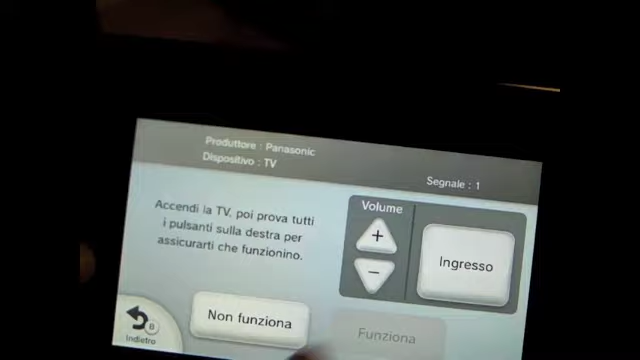 Produttore : Panasonic
Dispositivo : TV
Segnale : 1
Accendi la TV, poi prova tutti
i pulsanti sulla destra per
assicurarti che funzionino.
Volume
+
−
Ingresso
B
Indietro
Non funziona
Funziona